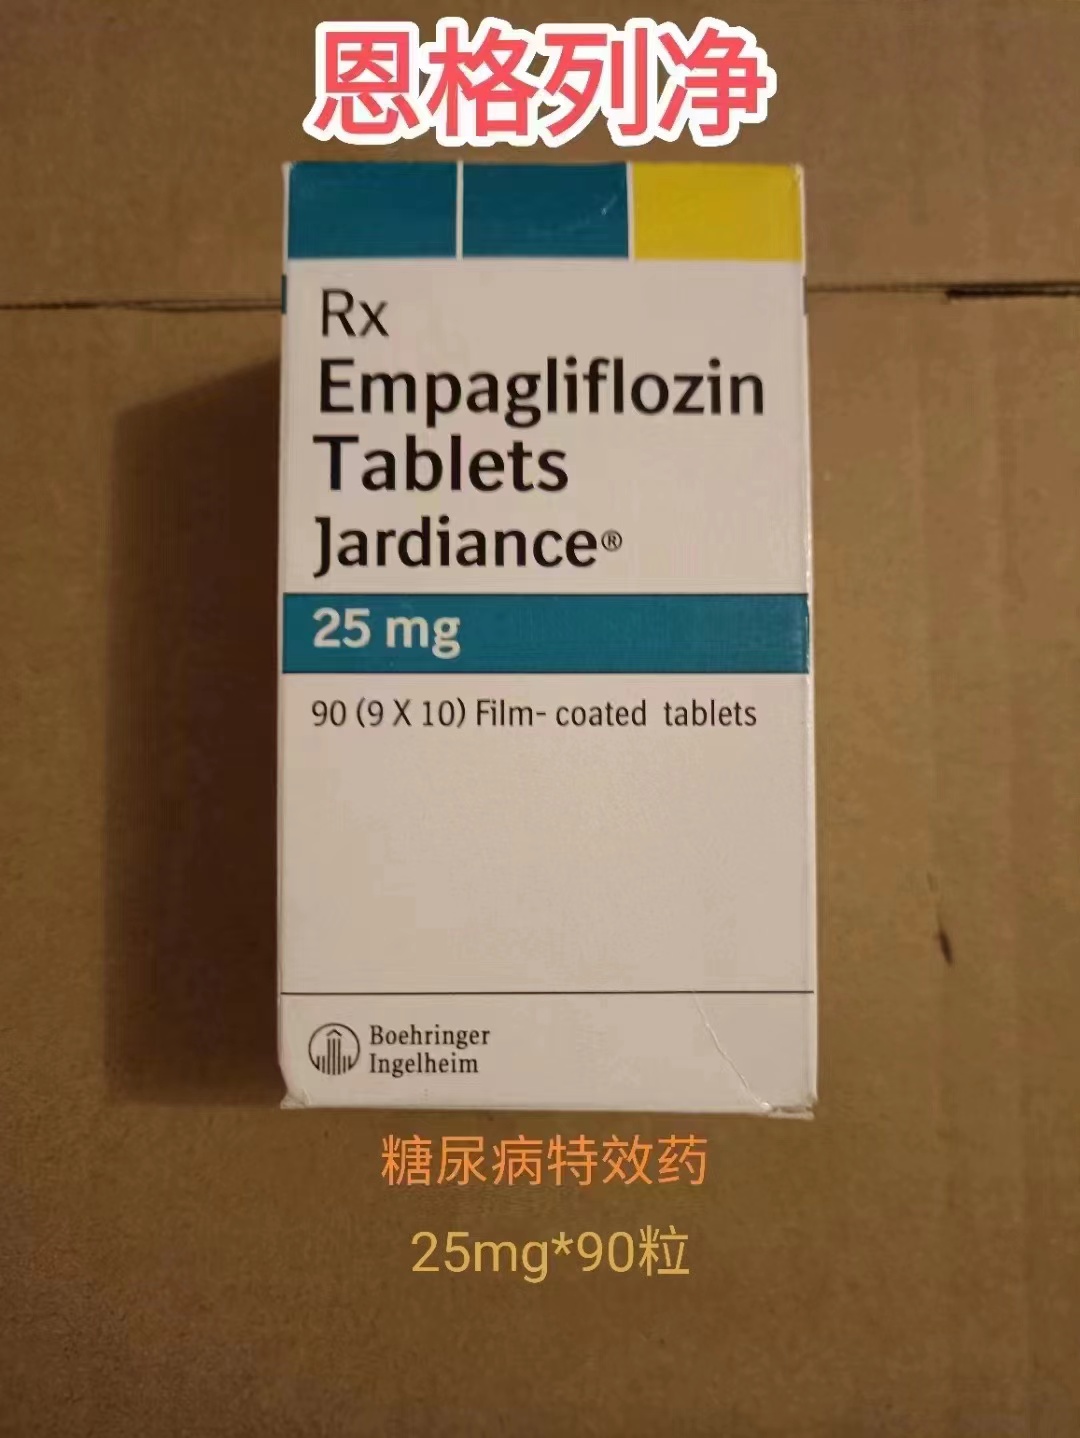 恩格列净
Rx
Empagliflozin
Tablets
Jardiance®
25 mg
90 (9 X 10) Film- coated tablets
Boehringer
Ingelheim
糖尿病特效药
25mg*90粒